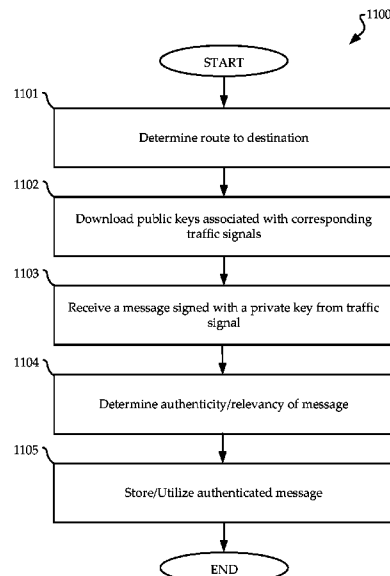 1100
START
1101
Determine route to destination
1102
Download public keys associated with corresponding
traffic signals
1103
Receive a message signed with a private key from traffic
signal
1104
Determine authenticity/relevancy of message
1105
Store/Utilize authenticated message
END